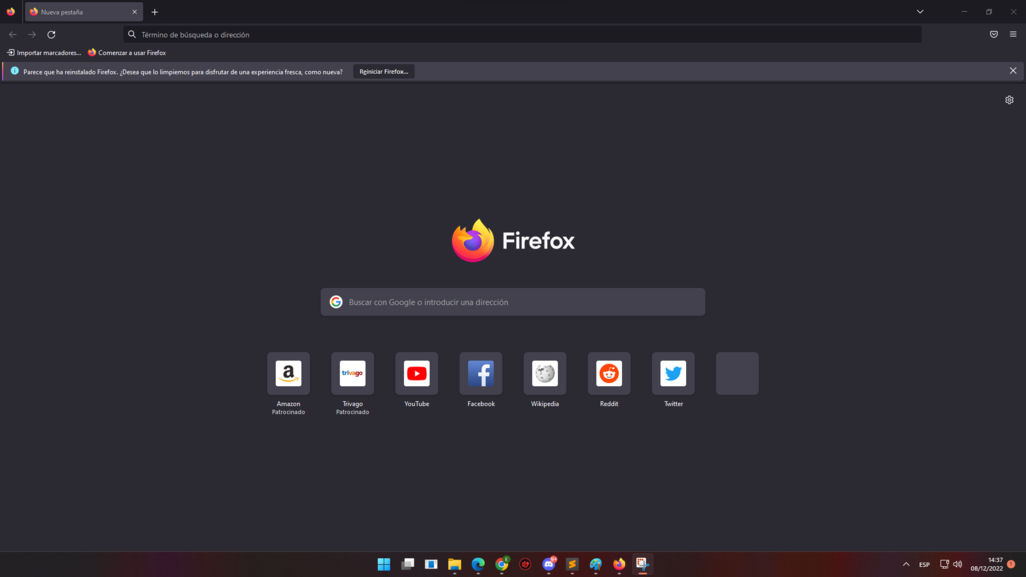 Nueva pestaña
Término de búsqueda o dirección
Importar marcadores...
Comenzar a usar Firefox
Parece que ha reinstalado Firefox. ¿Desea que lo limpiemos para disfrutar de una experiencia fresca, como nueva?
Reiniciar Firefox...
Firefox
Buscar con Google o introducir una dirección
a
trivago
Amazon
Patrocinado
Trivago
Patrocinado
YouTube
Facebook
Wikipedia
Reddit
Twitter
ESP
14:37
08/12/2022
1